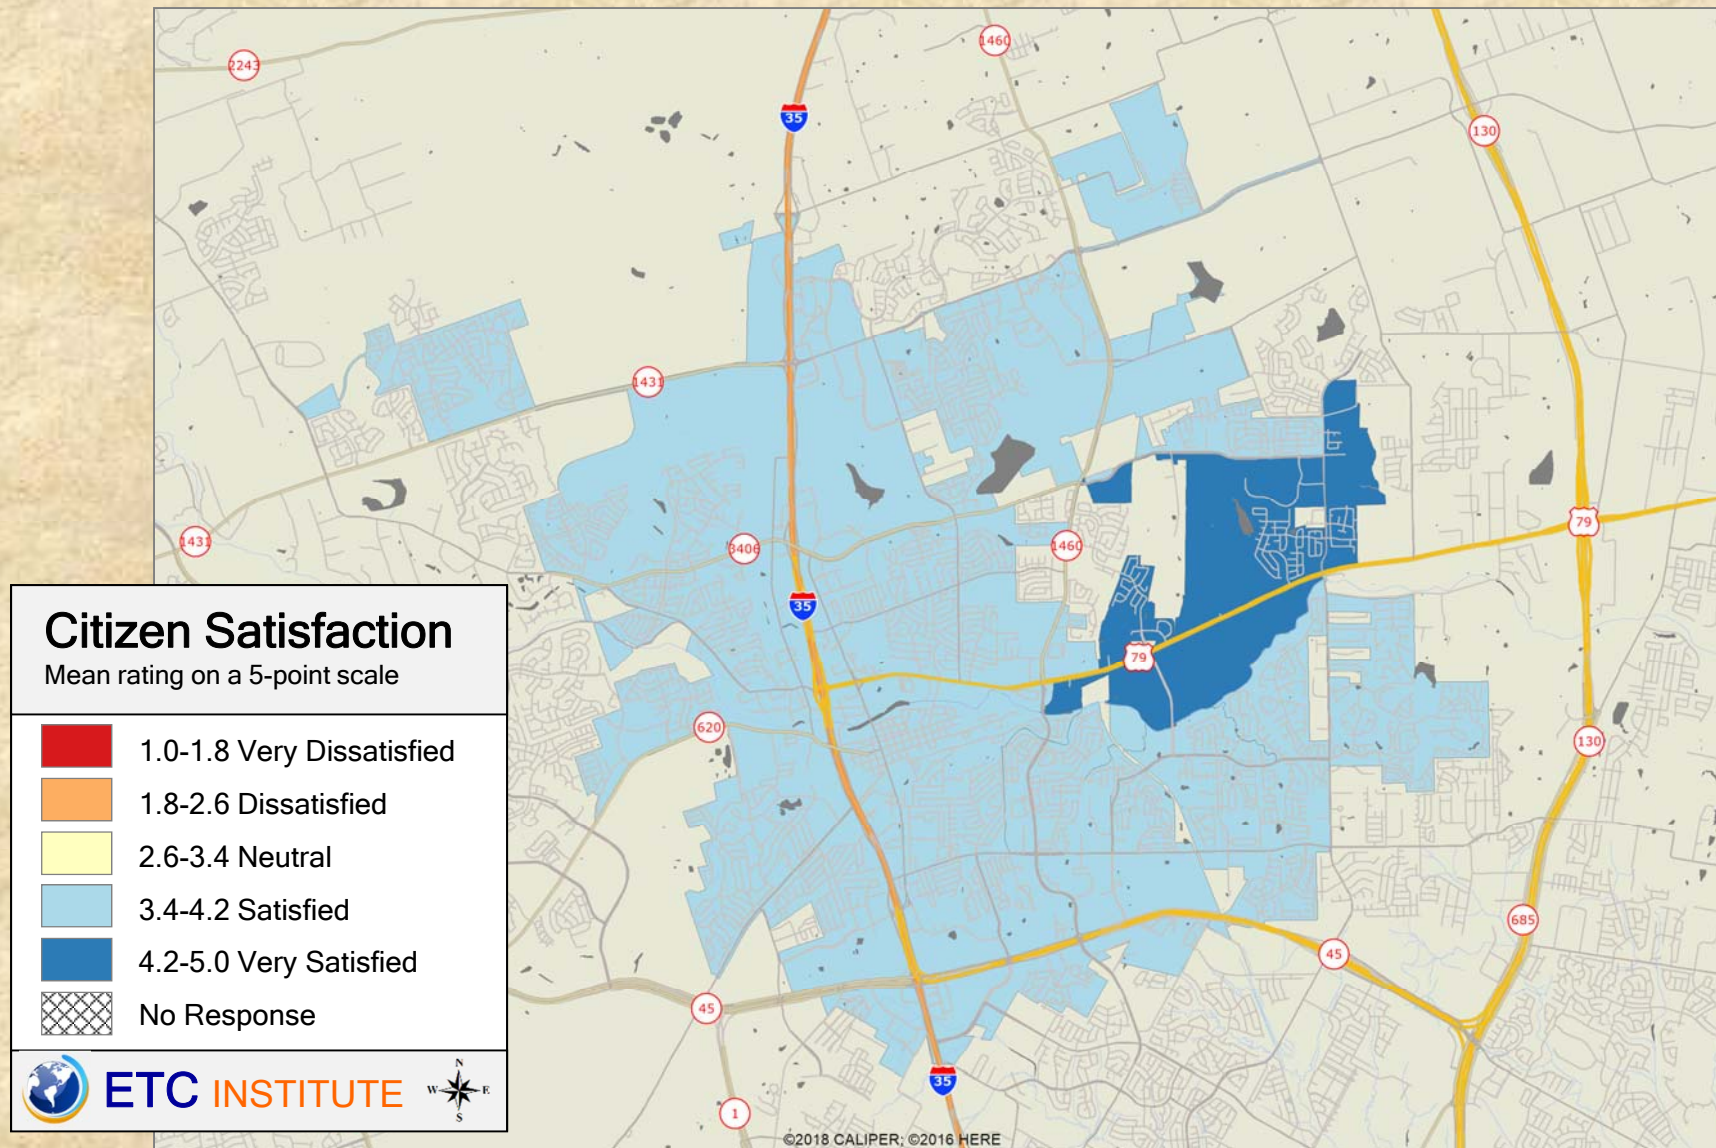 2243
1460
35
130
1431
1431
3406
1460
79
35
79
620
130
685
45
45
35
1
Citizen Satisfaction
Mean rating on a 5-point scale
1.0-1.8 Very Dissatisfied
1.8-2.6 Dissatisfied
2.6-3.4 Neutral
3.4-4.2 Satisfied
4.2-5.0 Very Satisfied
No Response
ETC INSTITUTE
N
W E
S
©2018 CALIPER; ©2016 HERE